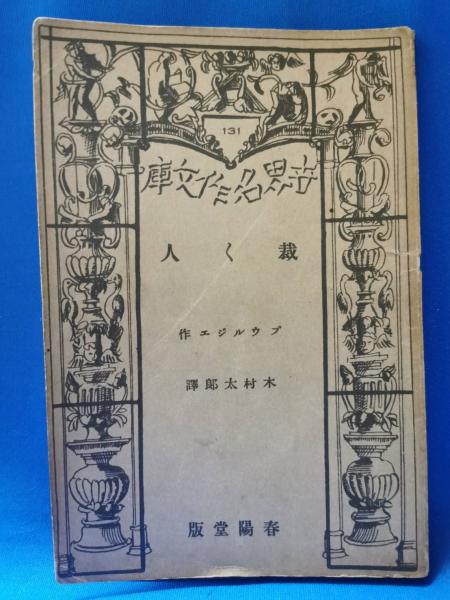 131
世界名作文庫
裁く人
ブウルジエ作
木村太郎譯
春陽堂版